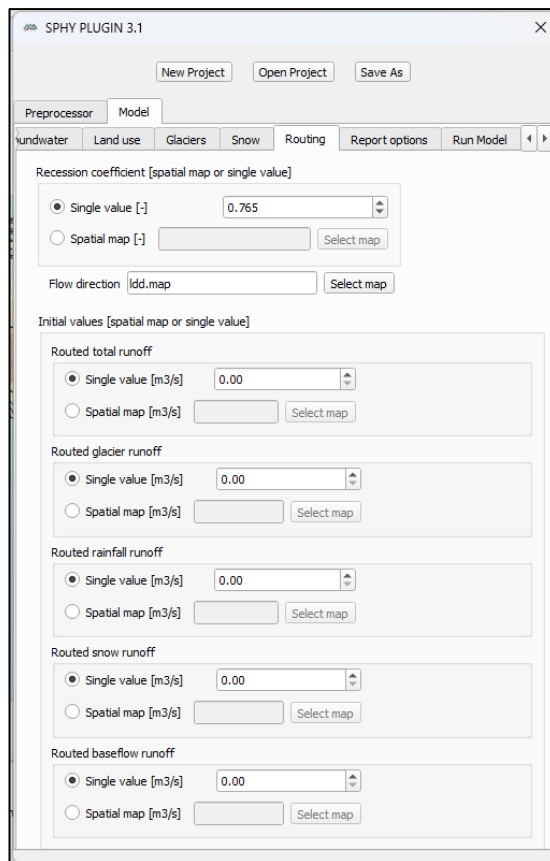 SPHY PLUGIN 3.1
New Project Open Project Save As
Preprocessor Model
oundwater Land use Glaciers Snow Routing Report options Run Model
Recession coefficient [spatial map or single value]
Single value [-] 0.765
Spatial map [-] Select map
Flow direction ldd.map Select map
Initial values [spatial map or single value]
Routed total runoff
Single value [m3/s] 0.00
Spatial map [m3/s] Select map
Routed glacier runoff
Single value [m3/s] 0.00
Spatial map [m3/s] Select map
Routed rainfall runoff
Single value [m3/s] 0.00
Spatial map [m3/s] Select map
Routed snow runoff
Single value [m3/s] 0.00
Spatial map [m3/s] Select map
Routed baseflow runoff
Single value [m3/s] 0.00
Spatial map [m3/s] Select map